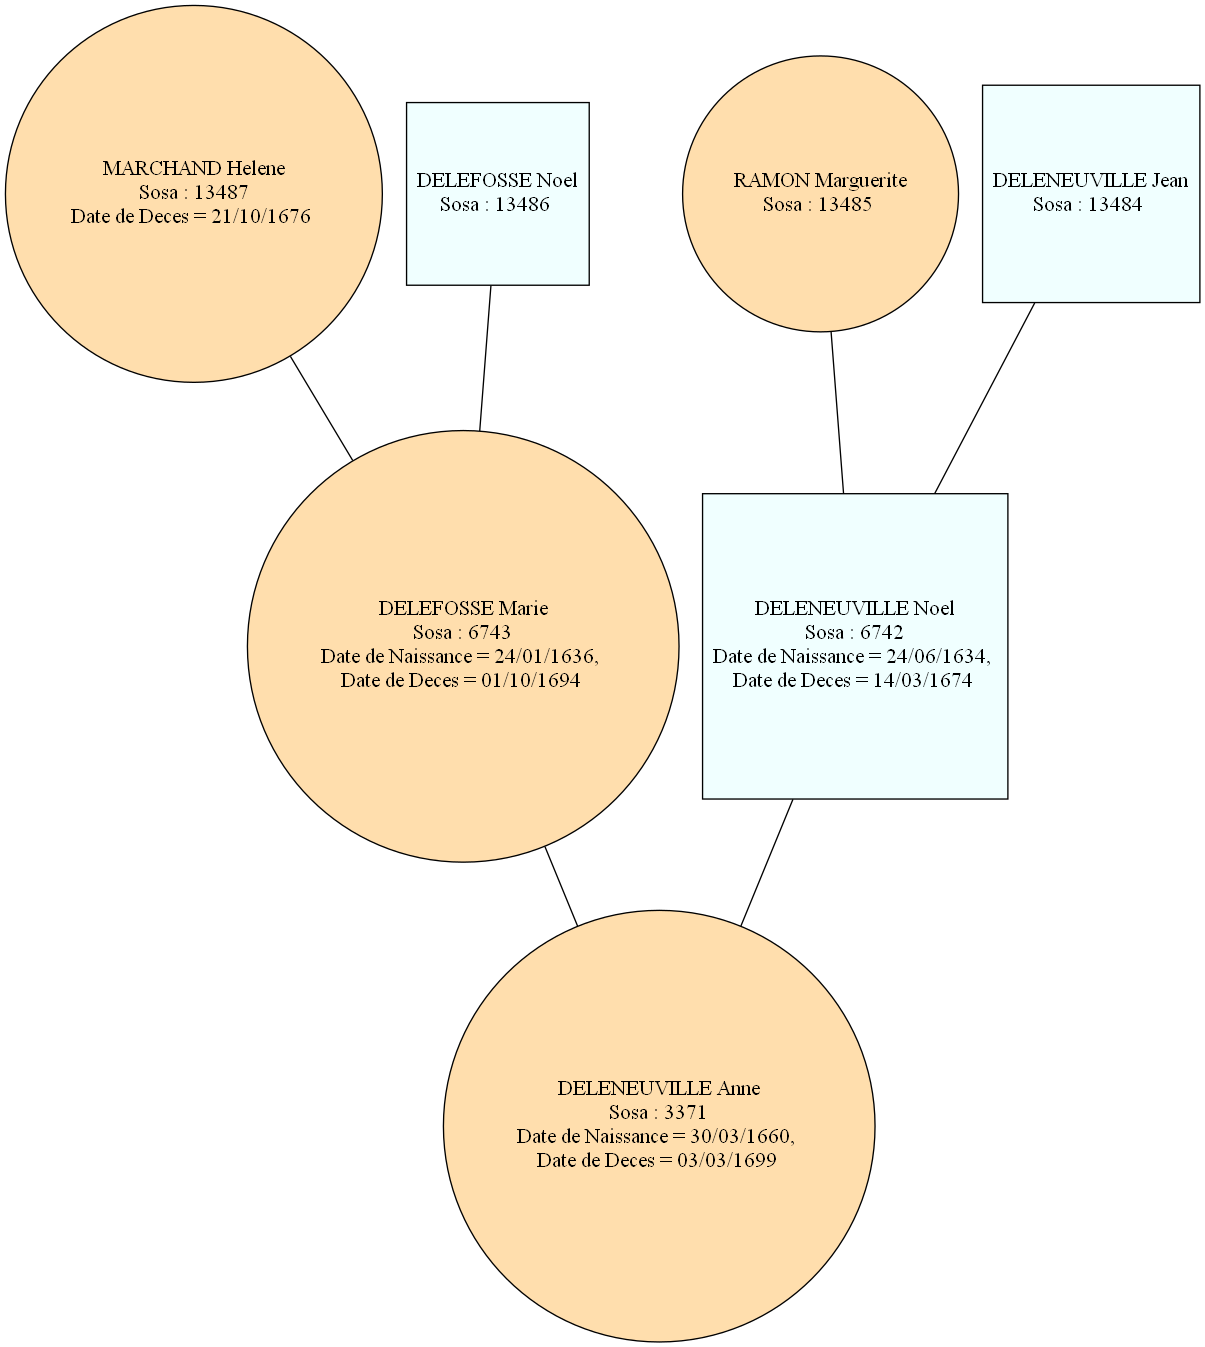 MARCHAND Helene
Sosa : 13487
Date de Deces = 21/10/1676
DELEFOSSE Noel
Sosa : 13486
RAMON Marguerite
Sosa : 13485
DELENEUVILLE Jean
Sosa : 13484
DELEFOSSE Marie
Sosa : 6743
Date de Naissance = 24/01/1636,
Date de Deces = 01/10/1694
DELENEUVILLE Noel
Sosa : 6742
Date de Naissance = 24/06/1634,
Date de Deces = 14/03/1674
DELENEUVILLE Anne
Sosa : 3371
Date de Naissance = 30/03/1660,
Date de Deces = 03/03/1699